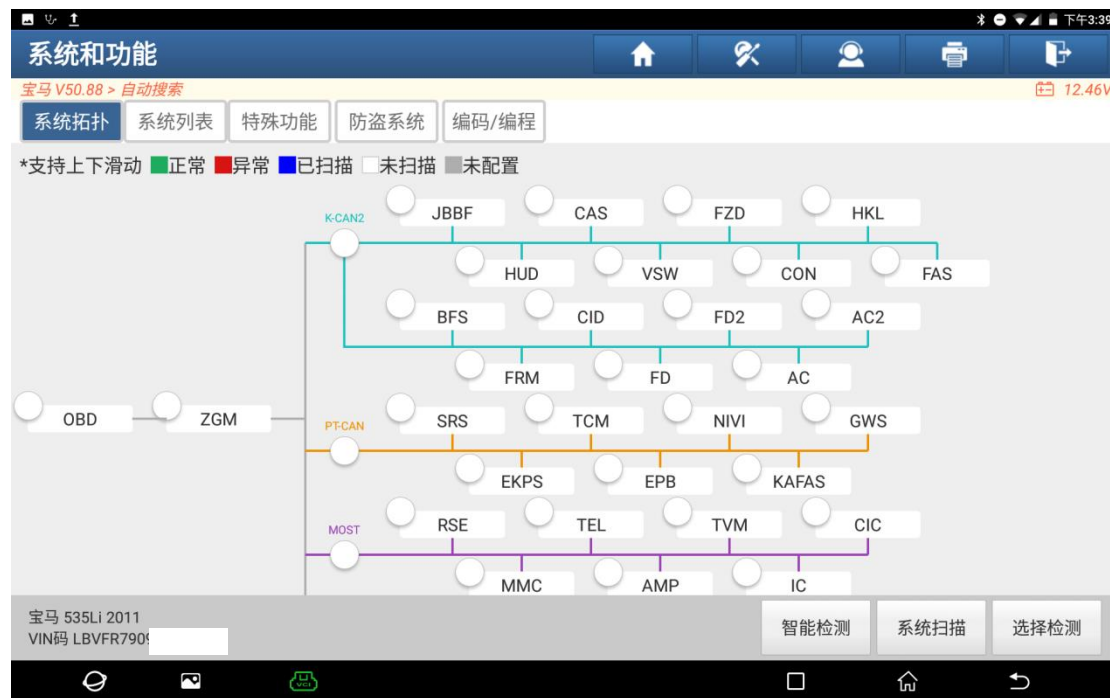 下午3:39
系统和功能
宝马 V50.88 > 自动搜索
12.46V
系统拓扑 系统列表 特殊功能 防盗系统 编码/编程
*支持上下滑动 正常 异常 已扫描 未扫描 未配置
K-CAN2
JBBF CAS FZD HKL
HUD VSW CON FAS
BFS CID FD2 AC2
FRM FD AC
OBD ZGM
PT-CAN
SRS TCM NIVI GWS
EKPS EPB KAFAS
MOST
RSE TEL TVM CIC
MMC AMP IC
宝马 535Li 2011
VIN码 LBVFR7909
智能检测 系统扫描 选择检测
VCI